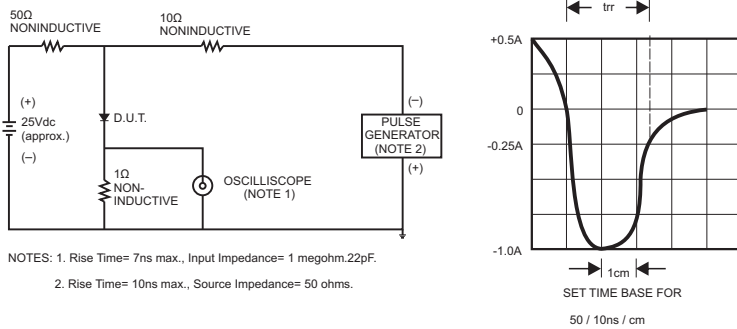 50Ω
NONINDUCTIVE
10Ω
NONINDUCTIVE
(+)
25Vdc
(approx.)
(–)
D.U.T.
1Ω
NON-
INDUCTIVE
OSCILLISCOPE
(NOTE 1)
(–)
PULSE
GENERATOR
(NOTE 2)
(+)
NOTES: 1. Rise Time= 7ns max., Input Impedance= 1 megohm.22pF.
2. Rise Time= 10ns max., Source Impedance= 50 ohms.
trr
+0.5A
0
-0.25A
-1.0A
1cm
SET TIME BASE FOR
50 / 10ns / cm